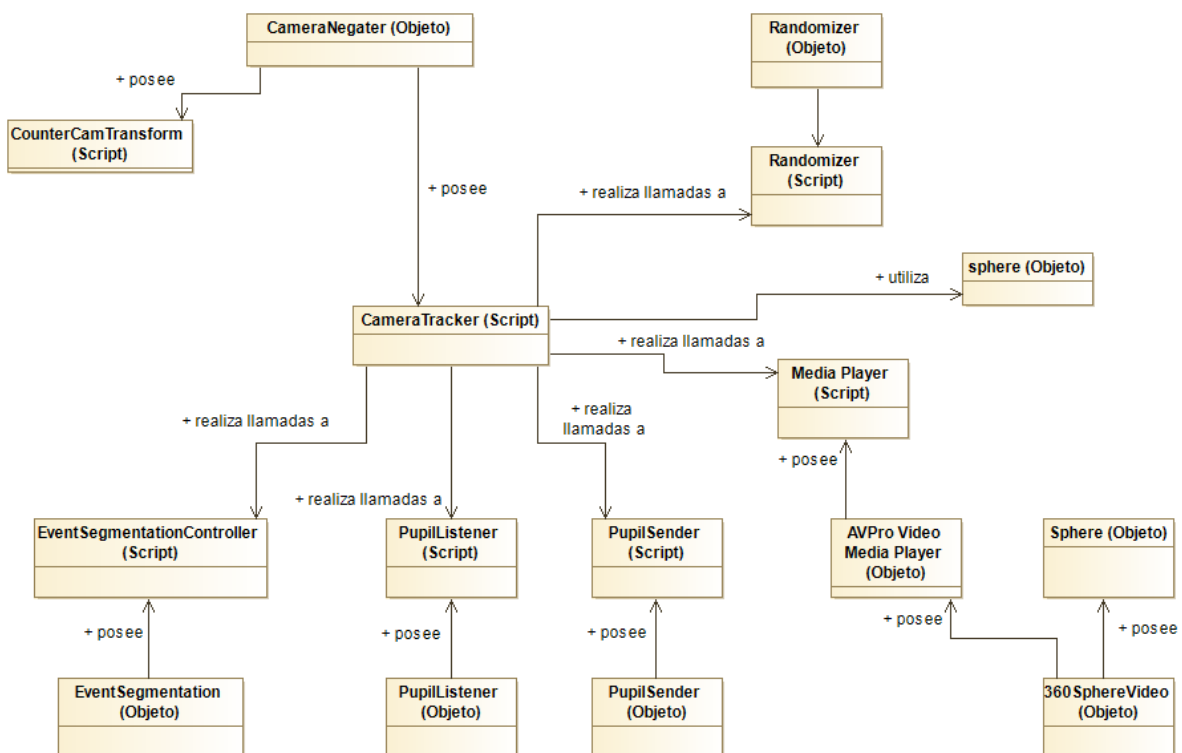 CameraNegater (Objeto)
Randomizer
(Objeto)
+ posee
CounterCamTransform
(Script)
+ posee
Randomizer
(Script)
+ realiza llamadas a
sphere (Objeto)
+ utiliza
CameraTracker (Script)
+ realiza llamadas a
Media Player
(Script)
+ realiza llamadas a
+ realiza
llamadas a
+ posee
+ realiza llamadas a
EventSegmentationController
(Script)
PupilListener
(Script)
PupilSender
(Script)
AVPro Video
Media Player
(Objeto)
Sphere (Objeto)
+ posee
+ posee
+ posee
+ posee
+ posee
EventSegmentation
(Objeto)
PupilListener
(Objeto)
PupilSender
(Objeto)
360SphereVideo
(Objeto)